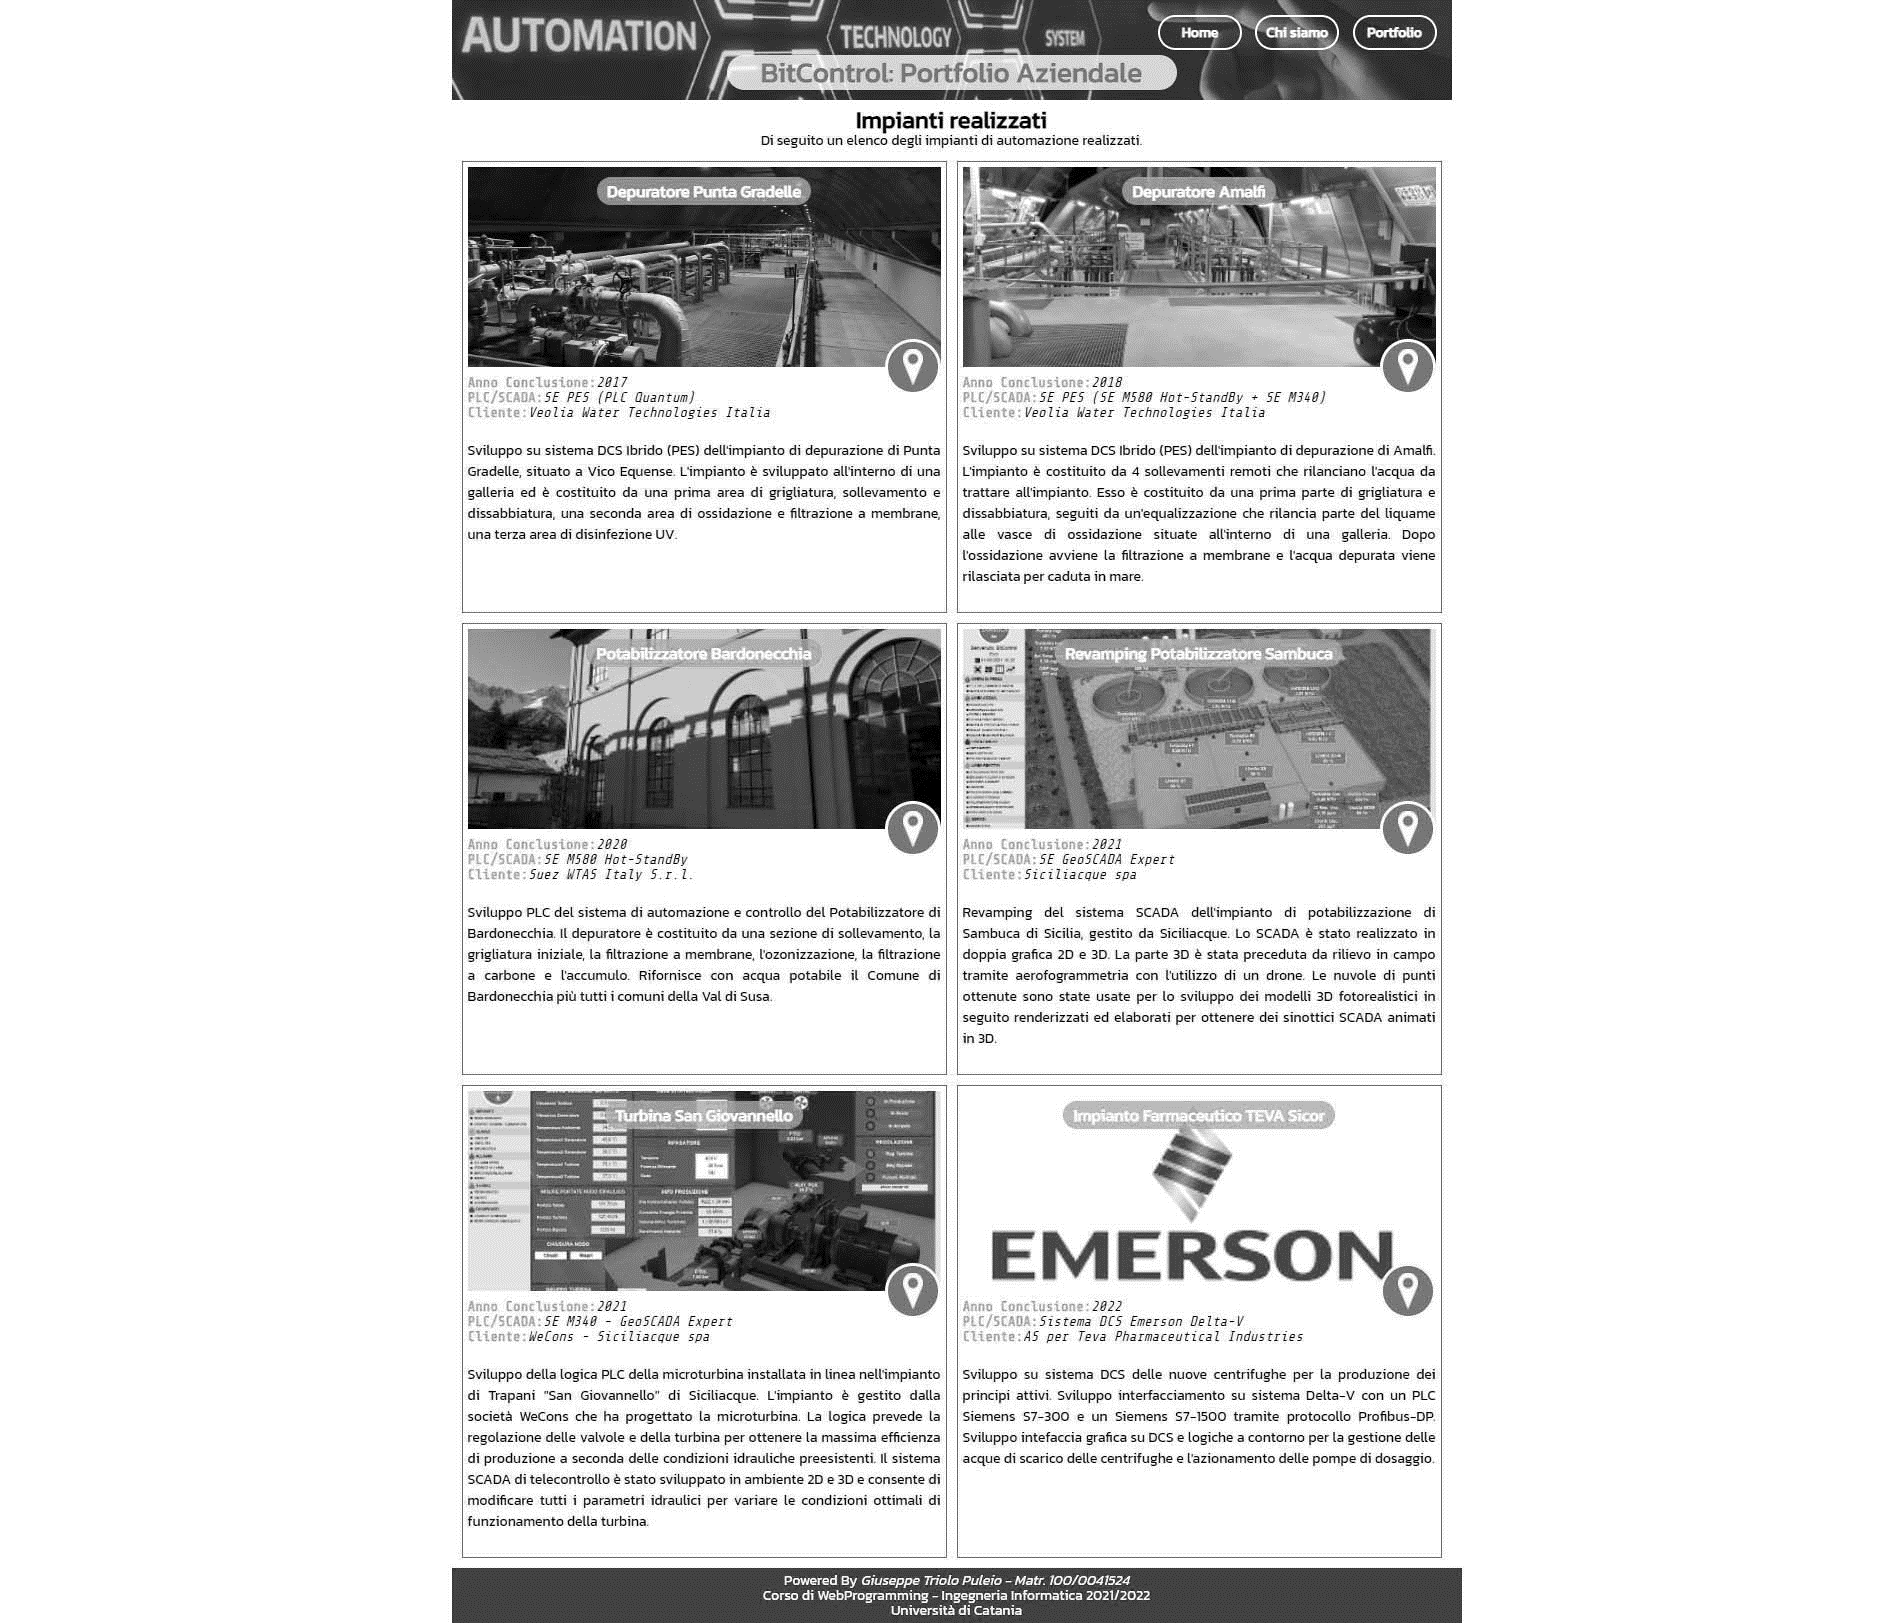 AUTOMATION
TECHNOLOGY
SYSTEM
Home
Chi siamo
Portfolio
BitControl: Portfolio Aziendale
Impianti realizzati
Di seguito un elenco degli impianti di automazione realizzati.
Depuratore Punta Gradelle
Anno Conclusione:2017
PLC/SCADA:SE PES (PLC Quantum)
Cliente:Veolia Water Technologies Italia
Sviluppo su sistema DCS Ibrido (PES) dell'impianto di depurazione di Punta
Gradelle, situato a Vico Equense. L'impianto è sviluppato all'interno di una
galleria ed è costituito da una prima area di grigliatura, sollevamento e
dissabbiatura, una seconda area di ossidazione e filtrazione a membrane,
una terza area di disinfezione UV.
Depuratore Amalfi
Anno Conclusione:2018
PLC/SCADA:SE PES (SE M580 Hot-StandBy + SE M340)
Cliente:Veolia Water Technologies Italia
Sviluppo su sistema DCS Ibrido (PES) dell'impianto di depurazione di Amalfi.
L'impianto è costituito da 4 sollevamenti remoti che rilanciano l'acqua da
trattare all'impianto. Esso è costituito da una prima parte di grigliatura e
dissabbiatura, seguiti da un'equalizzazione che rilancia parte del liquame
alle vasce di ossidazione situate all'interno di una galleria. Dopo
l'ossidazione avviene la filtrazione a membrane e l'acqua depurata viene
rilasciata per caduta in mare.
Potabilizzatore Bardonecchia
Anno Conclusione:2020
PLC/SCADA:SE M580 Hot-StandBy
Cliente:Suez WTAS Italy S.r.l.
Sviluppo PLC del sistema di automazione e controllo del Potabilizzatore di
Bardonecchia. Il depuratore è costituito da una sezione di sollevamento, la
grigliatura iniziale, la filtrazione a membrane, l'ozonizzazione, la filtrazione
a carbone e l'accumulo. Rifornisce con acqua potabile il Comune di
Bardonecchia più tutti i comuni della Val di Susa.
Revamping Potabilizzatore Sambuca
Anno Conclusione:2021
PLC/SCADA:SE GeoSCADA Expert
Cliente:Siciliacque spa
Revamping del sistema SCADA dell'impianto di potabilizzazione di
Sambuca di Sicilia, gestito da Siciliacque. Lo SCADA è stato realizzato in
doppia grafica 2D e 3D. La parte 3D è stata preceduta da rilievo in campo
tramite aerofogrammetria con l'utilizzo di un drone. Le nuvole di punti
ottenute sono state usate per lo sviluppo dei modelli 3D fotorealistici in
seguito renderizzati ed elaborati per ottenere dei sinottici SCADA animati
in 3D.
Turbina San Giovannello
RIFASATORE
INFO PRODUZIONE
CHIUSURA NODO
REGOLAZIONE
Anno Conclusione:2021
PLC/SCADA:SE M340 - GeoSCADA Expert
Cliente:WeCons - Siciliacque spa
Sviluppo della logica PLC della microturbina installata in linea nell'impianto
di Trapani "San Giovannello" di Siciliacque. L'impianto è gestito dalla
società WeCons che ha progettato la microturbina. La logica prevede la
regolazione delle valvole e della turbina per ottenere la massima efficienza
di produzione a seconda delle condizioni idrauliche preesistenti. Il sistema
SCADA di telecontrollo è stato sviluppato in ambiente 2D e 3D e consente di
modificare tutti i parametri idraulici per variare le condizioni ottimali di
funzionamento della turbina.
Impianto Farmaceutico TEVA Sicor
EMERSON
Anno Conclusione:2022
PLC/SCADA:Sistema DCS Emerson Delta-V
Cliente:AS per Teva Pharmaceutical Industries
Sviluppo su sistema DCS delle nuove centrifughe per la produzione dei
principi attivi. Sviluppo interfacciamento su sistema Delta-V con un PLC
Siemens S7-300 e un Siemens S7-1500 tramite protocollo Profibus-DP.
Sviluppo intefaccia grafica su DCS e logiche a contorno per la gestione delle
acque di scarico delle centrifughe e l'azionamento delle pompe di dosaggio.
Powered By Giuseppe Triolo Puleio - Matr. 100/0041524
Corso di WebProgramming - Ingegneria Informatica 2021/2022
Università di Catania